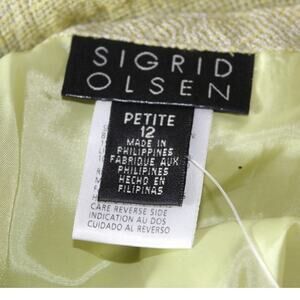 SIGRID
OLSEN
PETITE
12
MADE IN
PHILIPPINES
FABRIQUE AUX
PHILIPINES
HECHO EN
FILIPINAS
CARE REVERSE SIDE
INDICATION AU DOS
CUIDADO AL REVERSO